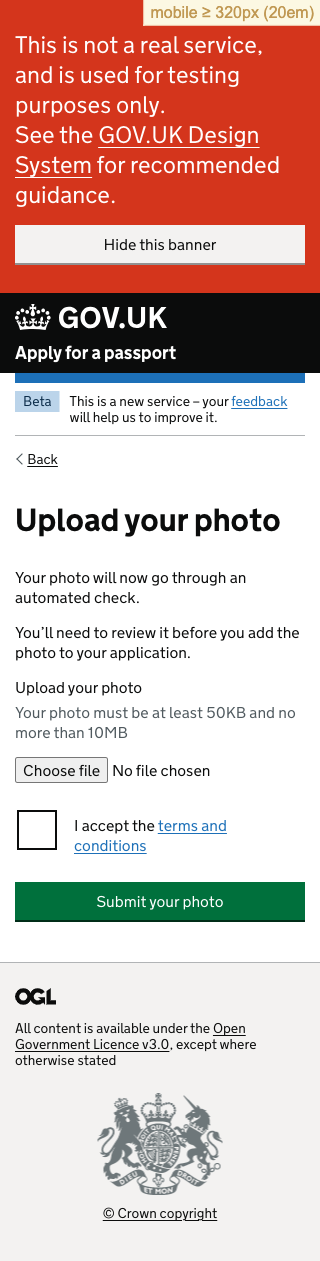 mobile ≥ 320px (20em)
This is not a real service,
and is used for testing
purposes only.
See the GOV.UK Design
System for recommended
guidance.
Hide this banner
GOV.UK
Apply for a passport
Beta This is a new service – your feedback
will help us to improve it.
Back
Upload your photo
Your photo will now go through an
automated check.
You’ll need to review it before you add the
photo to your application.
Upload your photo
Your photo must be at least 50KB and no
more than 10MB
Choose file No file chosen
I accept the terms and
conditions
Submit your photo
OGL
All content is available under the Open
Government Licence v3.0, except where
otherwise stated
DIEU ET MON DROIT
© Crown copyright